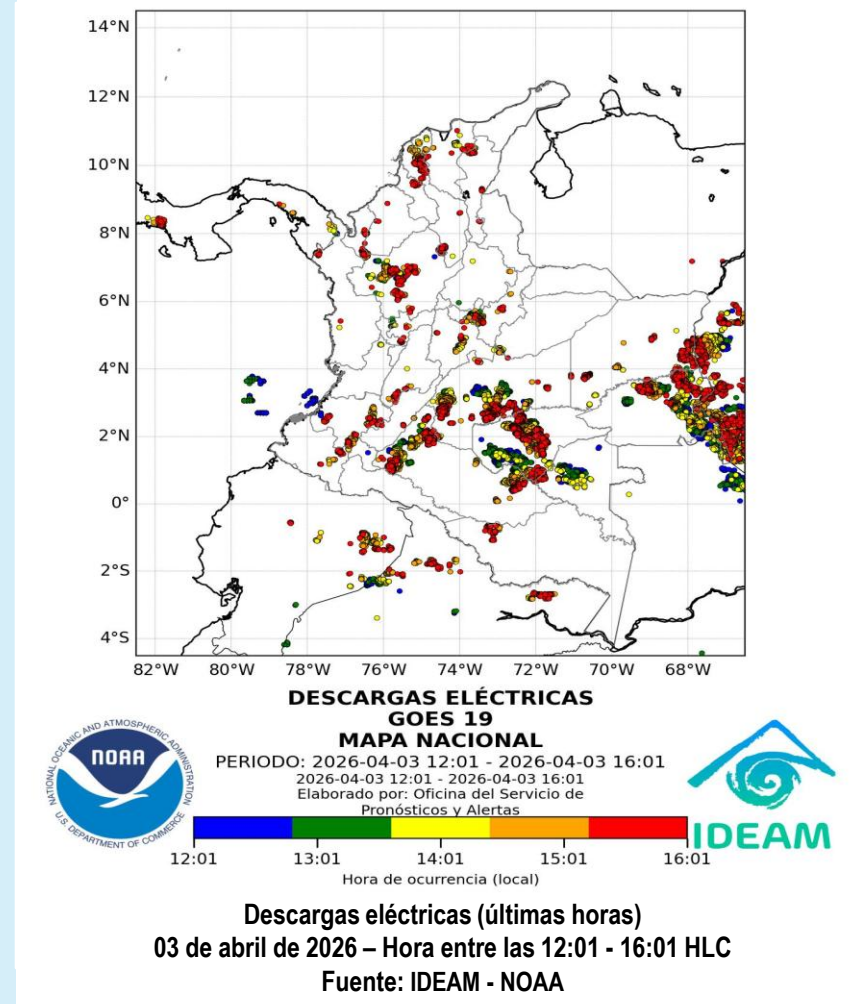 14°N
12°N
10°N
8°N
6°N
4°N
2°N
0°
2°S
4°S
82°W 80°W 78°W 76°W 74°W 72°W 70°W 68°W
DESCARGAS ELÉCTRICAS
GOES 19
MAPA NACIONAL
PERIODO: 2026-04-03 12:01 - 2026-04-03 16:01
2026-04-03 12:01 - 2026-04-03 16:01
Elaborado por: Oficina del Servicio de
Pronósticos y Alertas
NATIONAL OCEANIC AND ATMOSPHERIC ADMINISTRATION
NOAA
U.S. DEPARTMENT OF COMMERCE
IDEAM
12:01 13:01 14:01 15:01 16:01
Hora de ocurrencia (local)
Descargas eléctricas (últimas horas)
03 de abril de 2026 – Hora entre las 12:01 - 16:01 HLC
Fuente: IDEAM - NOAA